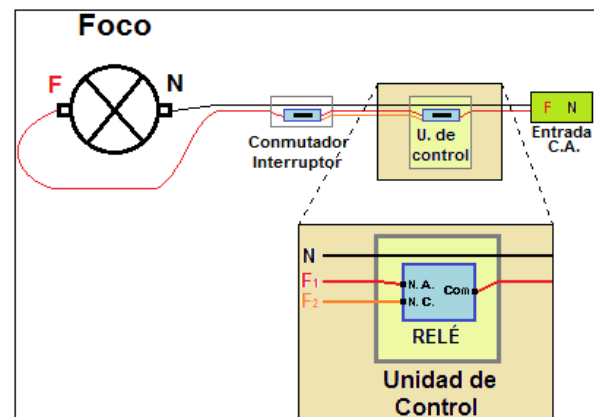 Foco
F
N
Conmutador
Interruptor
U. de
control
F N
Entrada
C.A.
N
F1
F2
N.A.
N.C.
Com
RELÉ
Unidad de
Control